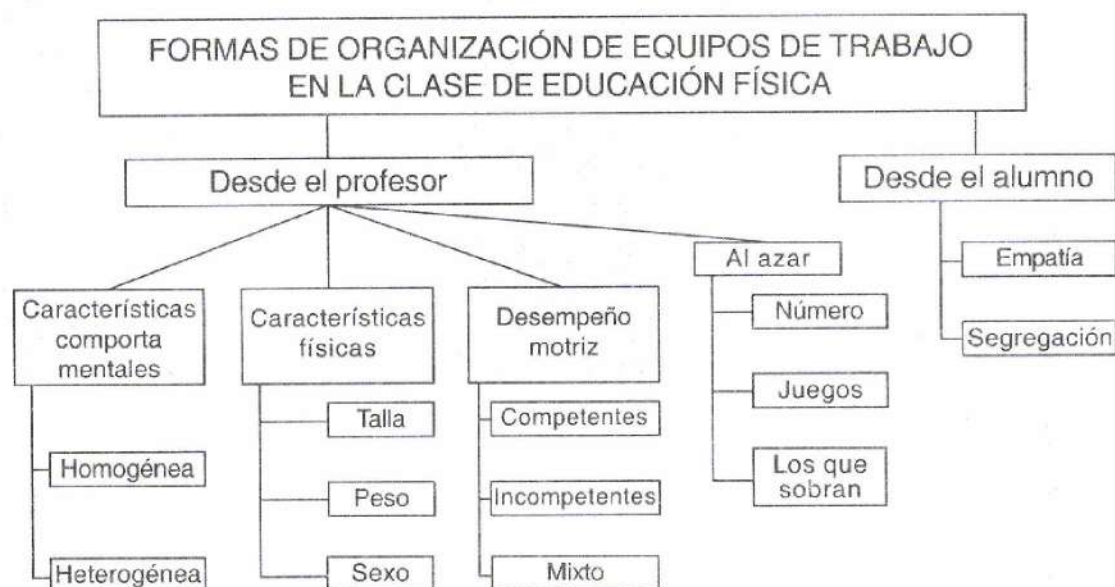 FORMAS DE ORGANIZACIÓN DE EQUIPOS DE TRABAJO
EN LA CLASE DE EDUCACIÓN FÍSICA
Desde el profesor
Desde el alumno
Características
comporta
mentales
Homogénea
Heterogénea
Características
físicas
Talla
Peso
Sexo
Desempeño
motriz
Competentes
Incompetentes
Mixto
Al azar
Número
Juegos
Los que
sobran
Empatía
Segregación